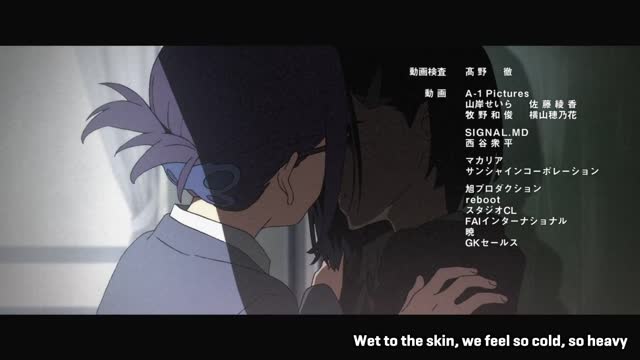 動画検査 髙野 徹
動画 A-1 Pictures
山岸せいら 佐藤綾香
牧野和俊 横山穂乃花
SIGNAL.MD
西谷衆平
マカリア
サンシャインコーポレーション
旭プロダクション
reboot
スタジオCL
FAIインターナショナル
暁
GKセールス
Wet to the skin, we feel so cold, so heavy